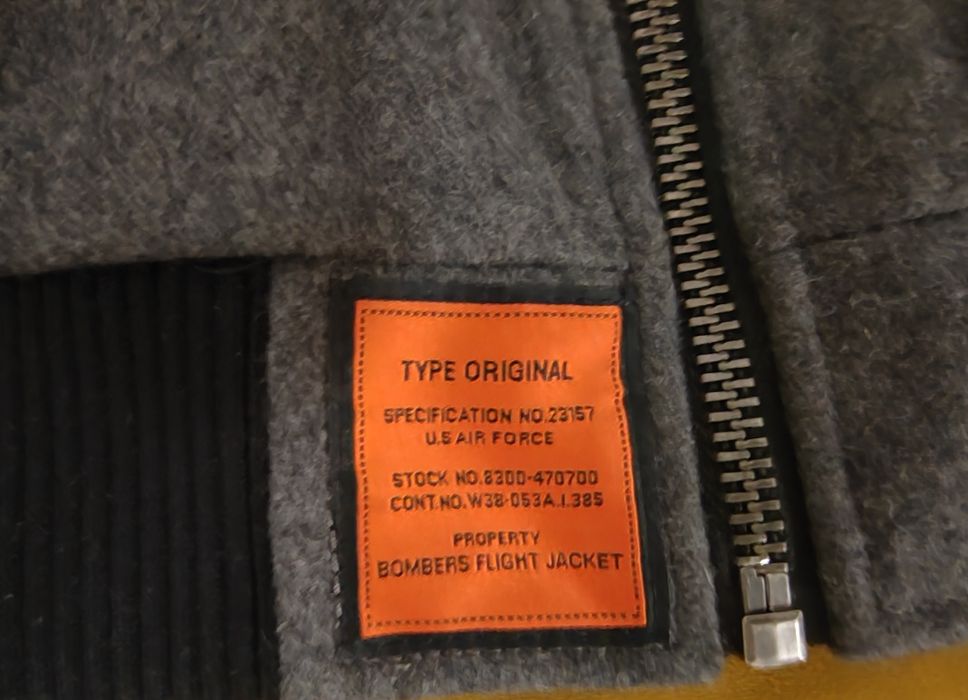 TYPE ORIGINAL
SPECIFICATION NO.23157
U.S AIR FORCE
STOCK NO.8300-470700
CONT.NO.W38-053A.I.385
PROPERTY
BOMBERS FLIGHT JACKET